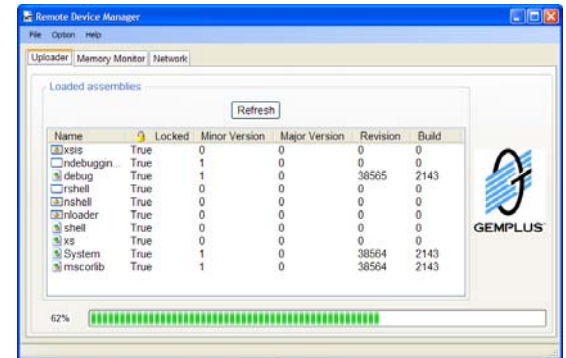 Remote Device Manager
File Option Help
Uploader Memory Monitor Network
Loaded assemblies
Refresh
Name Locked Minor Version Major Version Revision Build
xsis True 0 0 0 0
ndebuggin... True 1 0 0 0
debug True 1 0 38565 2143
rshell True 0 0 0 0
nshell True 0 0 0 0
nloader True 0 0 0 0
shell True 0 0 0 0
xs True 0 0 0 0
System True 1 0 38564 2143
mscorlib True 1 0 38564 2143
GEMPLUS
62%